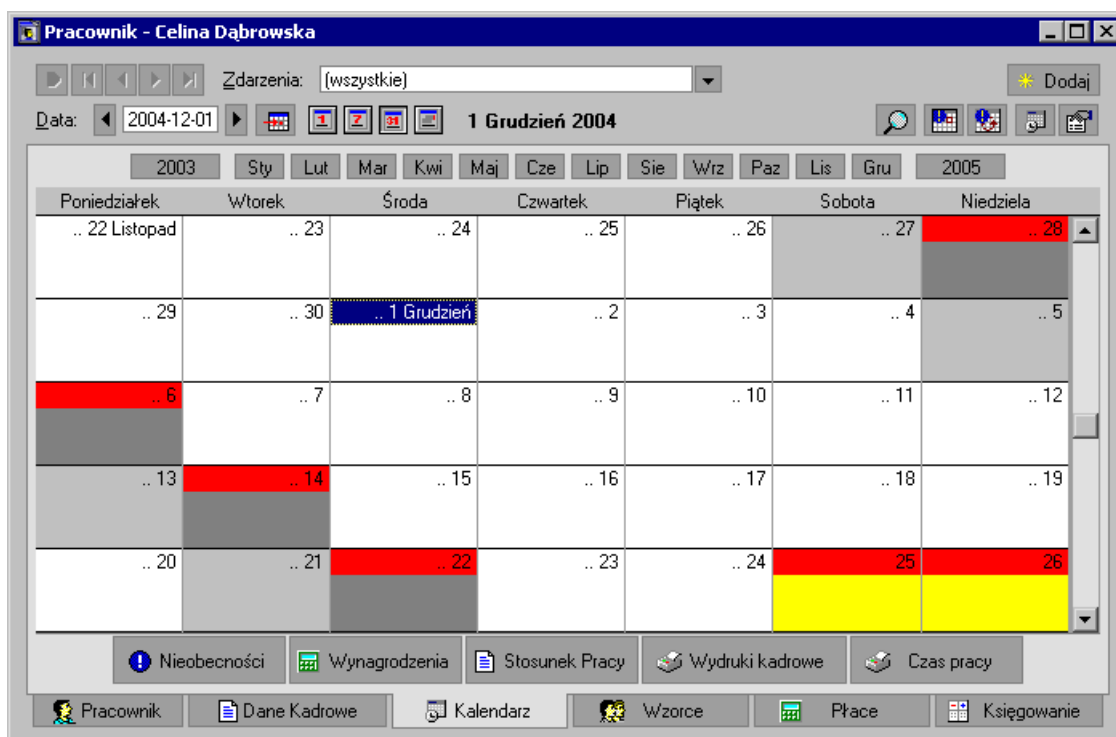 Pracownik - Celina Dąbrowska
Zdarzenia: (wszystkie) Dodaj
Data: 2004-12-01 1 7 31 1 Grudzień 2004
2003 Sty Lut Mar Kwi Maj Cze Lip Sie Wrz Paz Lis Gru 2005
Poniedziałek Wtorek Środa Czwartek Piątek Sobota Niedziela
.. 22 Listopad .. 23 .. 24 .. 25 .. 26 .. 27 .. 28
.. 29 .. 30 .. 1 Grudzień .. 2 .. 3 .. 4 .. 5
.. 6 .. 7 .. 8 .. 9 .. 10 .. 11 .. 12
.. 13 .. 14 .. 15 .. 16 .. 17 .. 18 .. 19
.. 20 .. 21 .. 22 .. 23 .. 24 25 26
Nieobecności Wynagrodzenia Stosunek Pracy Wydruki kadrowe Czas pracy
Pracownik Dane Kadrowe Kalendarz Wzorce Płace Księgowanie